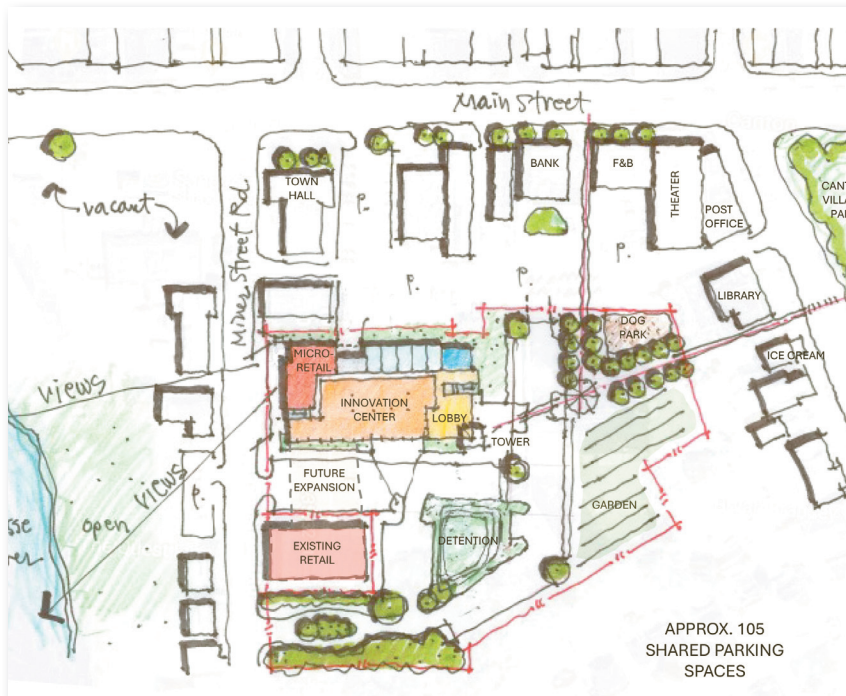 Main Street
BANK
F&B
TOWN
HALL
THEATER
POST
OFFICE
vacant
P.
Miner Street Rd.
P.
P.
P.
LIBRARY
DOG
PARK
MICRO-
RETAIL
ICE CREAM
views
INNOVATION
CENTER
LOBBY
TOWER
FUTURE
EXPANSION
views
P.
GARDEN
open
DETENTION
EXISTING
RETAIL
APPROX. 105
SHARED PARKING
SPACES